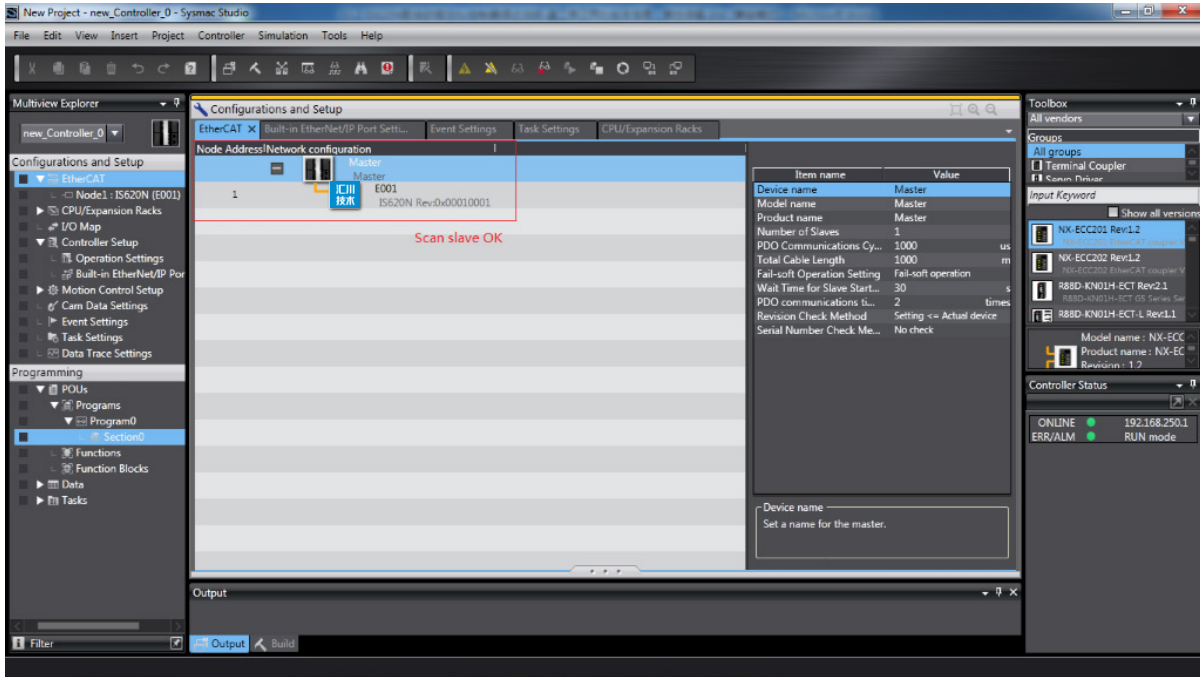 New Project - new_Controller_0 - Sysmac Studio
File Edit View Insert Project Controller Simulation Tools Help
Multiview Explorer
new_Controller_0
Configurations and Setup
EtherCAT
Node1 : IS620N (E001)
CPU/Expansion Racks
I/O Map
Controller Setup
Operation Settings
Built-in EtherNet/IP Por
Motion Control Setup
Cam Data Settings
Event Settings
Task Settings
Data Trace Settings
Programming
POUs
Programs
Program0
Section0
Functions
Function Blocks
Data
Tasks
Filter
Configurations and Setup
EtherCAT Built-in EtherNet/IP Port Setti... Event Settings Task Settings CPU/Expansion Racks
Node Address Network configuration
Master
Master
1 汇川技术 E001
IS620N Rev:0x00010001
Scan slave OK
Item name Value
Device name Master
Model name Master
Product name Master
Number of Slaves 1
PDO Communications Cy... 1000 us
Total Cable Length 1000 m
Fail-soft Operation Setting Fail-soft operation
Wait Time for Slave Start... 30 s
PDO communications ti... 2 times
Revision Check Method Setting <= Actual device
Serial Number Check Me... No check
Device name
Set a name for the master.
Output
Output Build
Toolbox
All vendors
Groups
All groups
Terminal Coupler
Servo Drives
Input Keyword
Show all versions
NX-ECC201 Rev:1.2
NX-ECC201 EtherCAT coupler
NX-ECC202 Rev:1.2
NX-ECC202 EtherCAT coupler V
R88D-KN01H-ECT Rev:2.1
R88D-KN01H-ECT G5 Series Ser
R88D-KN01H-ECT-L Rev:1.1
Model name : NX-ECC
Product name : NX-EC
Revision : 1.2
Controller Status
ONLINE 192.168.250.1
ERR/ALM RUN mode